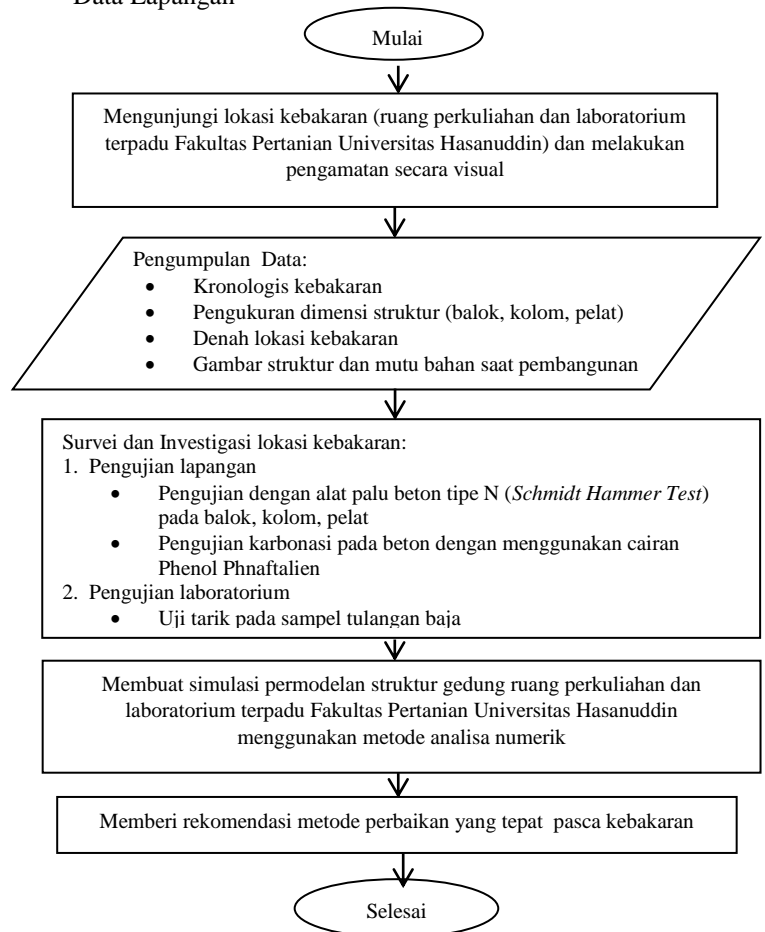 Data Lapangan
Mulai
Mengunjungi lokasi kebakaran (ruang perkuliahan dan laboratorium
terpadu Fakultas Pertanian Universitas Hasanuddin) dan melakukan
pengamatan secara visual
Pengumpulan Data:
• Kronologis kebakaran
• Pengukuran dimensi struktur (balok, kolom, pelat)
• Denah lokasi kebakaran
• Gambar struktur dan mutu bahan saat pembangunan
Survei dan Investigasi lokasi kebakaran:
1. Pengujian lapangan
• Pengujian dengan alat palu beton tipe N (Schmidt Hammer Test)
pada balok, kolom, pelat
• Pengujian karbonasi pada beton dengan menggunakan cairan
Phenol Phnaftalien
2. Pengujian laboratorium
• Uji tarik pada sampel tulangan baja
Membuat simulasi permodelan struktur gedung ruang perkuliahan dan
laboratorium terpadu Fakultas Pertanian Universitas Hasanuddin
menggunakan metode analisa numerik
Memberi rekomendasi metode perbaikan yang tepat pasca kebakaran
Selesai